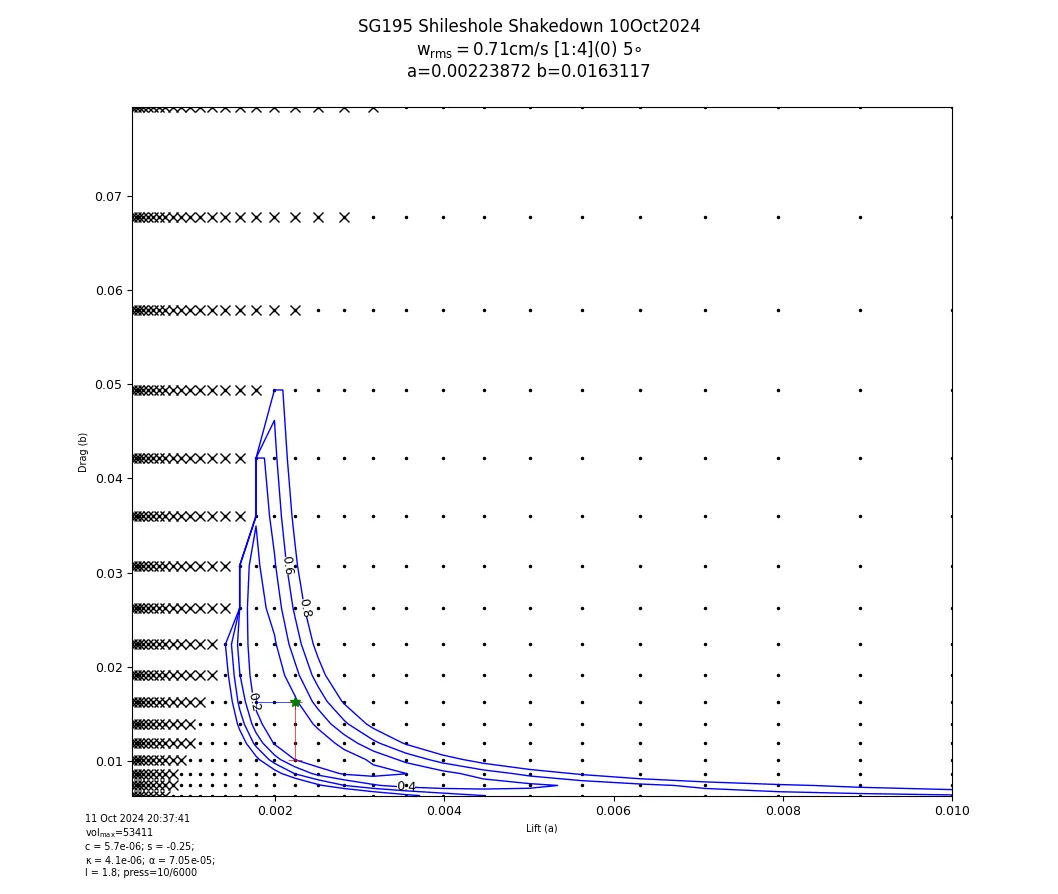 SG195 Shileshole Shakedown 10Oct2024
w_rms = 0.71cm/s [1:4](0) 5∘
a=0.00223872 b=0.0163117
0.07
0.06
0.05
0.04
0.03
0.02
0.01
Drag (b)
0.6
0.8
0.2
0.4
0.002 0.004 0.006 0.008 0.010
Lift (a)
11 Oct 2024 20:37:41
vol_max=53411
c = 5.7e-06; s = -0.25;
κ = 4.1e-06; α = 7.05e-05;
l = 1.8; press=10/6000